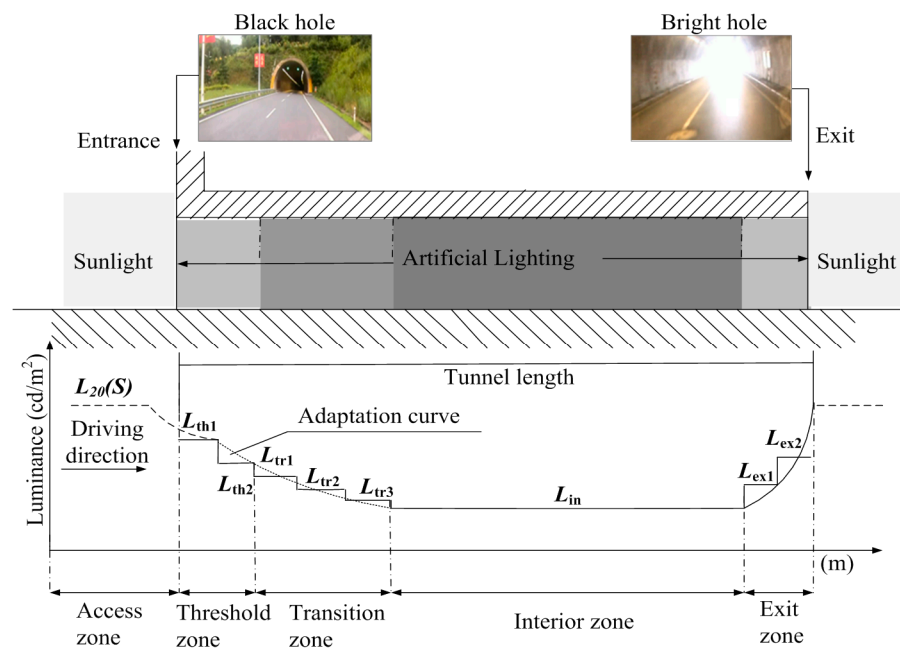 Black hole
Bright hole
Entrance
Exit
Sunlight
Artificial Lighting
Sunlight
Luminance (cd/m²)
Tunnel length
L20(S)
Driving
direction
Lth1
Adaptation curve
Lth2
Ltr1
Ltr2
Ltr3
Lin
Lex1
Lex2
(m)
Access
zone
Threshold
zone
Transition
zone
Interior zone
Exit
zone